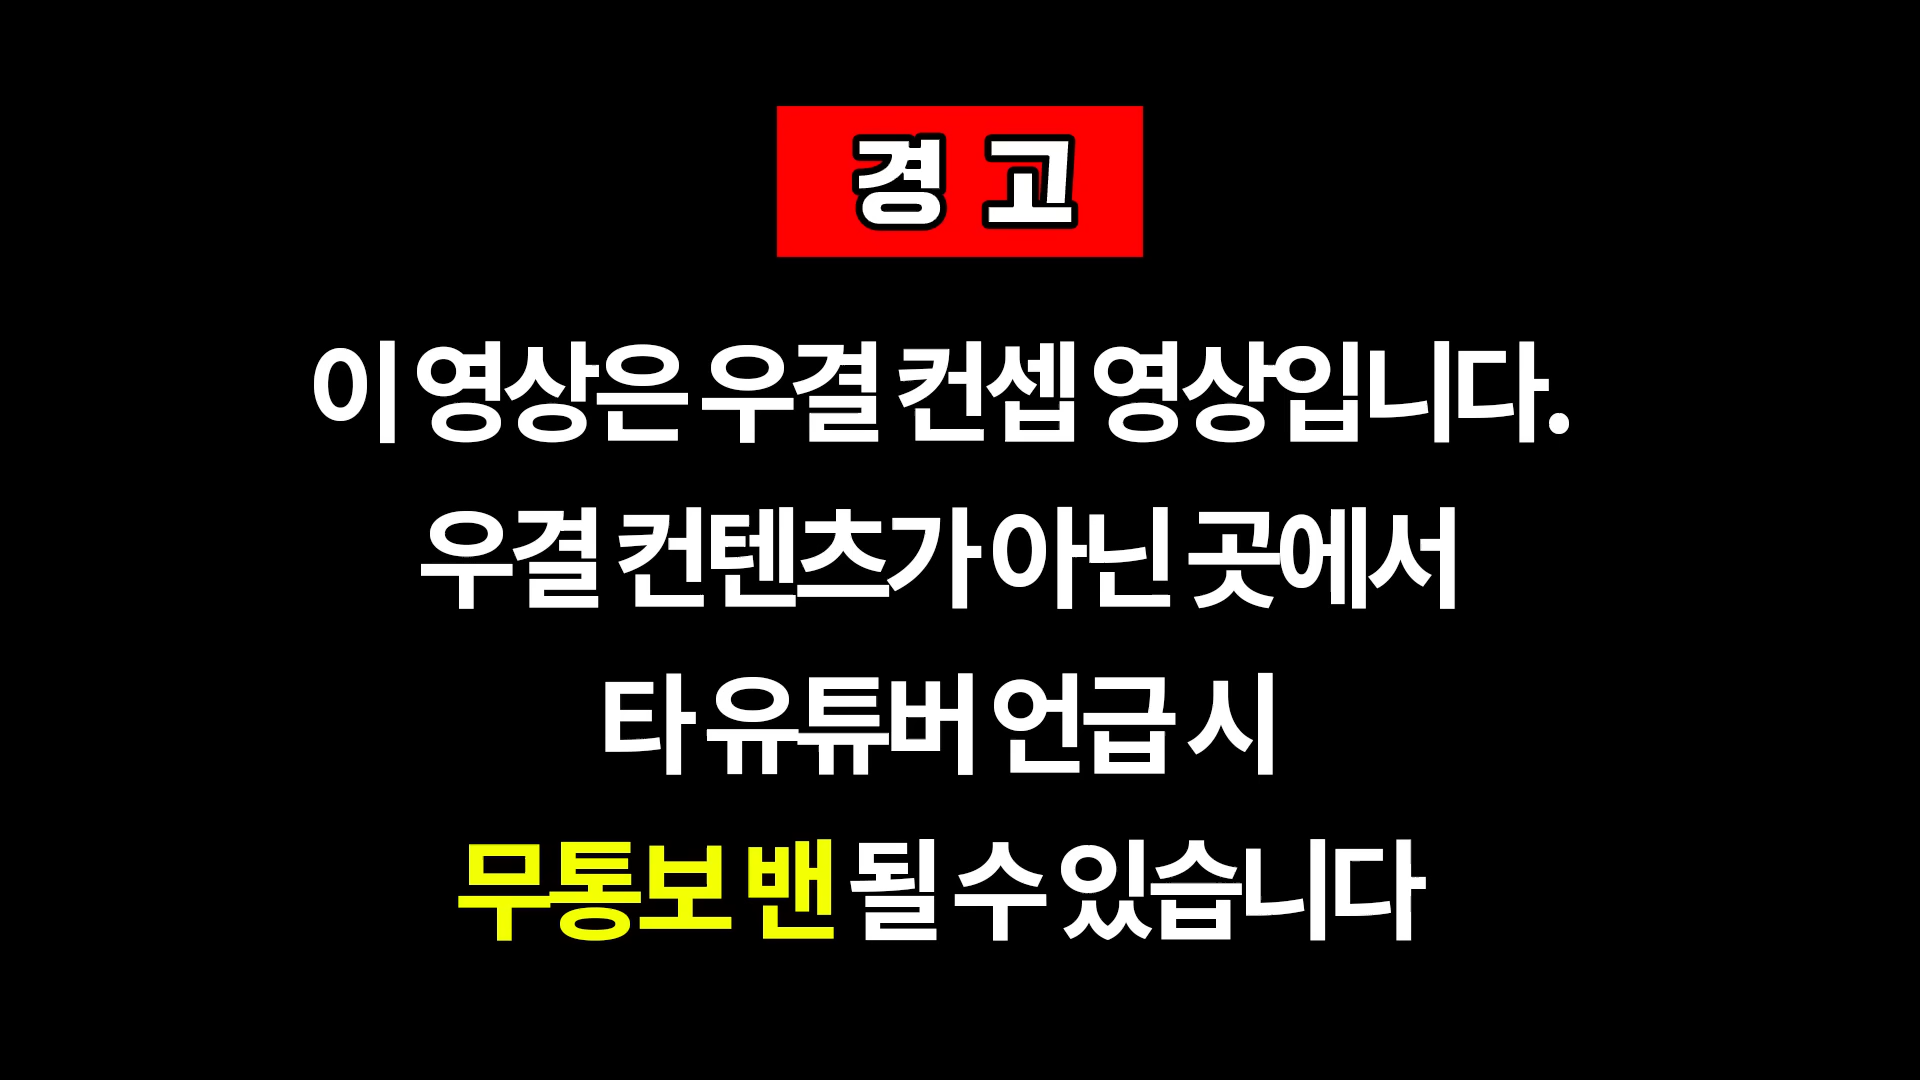 경 고
이 영상은 우결 컨셉 영상입니다.
우결 컨텐츠가 아닌 곳에서
타 유튜버 언급 시
무통보 밴 될 수 있습니다